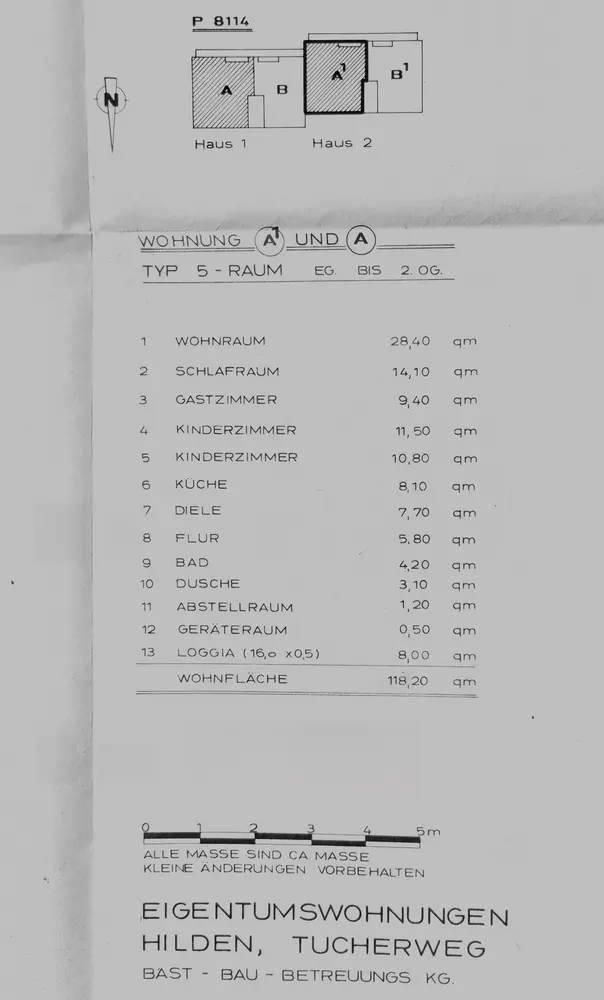 P 8114
A B A¹ B¹
N
Haus 1 Haus 2
WOHNUNG A¹ UND A
TYP 5 - RAUM EG. BIS 2. OG.
1 WOHNRAUM 28,40 qm
2 SCHLAFRAUM 14,10 qm
3 GASTZIMMER 9,40 qm
4 KINDERZIMMER 11,50 qm
5 KINDERZIMMER 10,80 qm
6 KÜCHE 8,10 qm
7 DIELE 7,70 qm
8 FLUR 5.80 qm
9 BAD 4,20 qm
10 DUSCHE 3,10 qm
11 ABSTELLRAUM 1,20 qm
12 GERÄTERAUM 0,50 qm
13 LOGGIA (16,0 x0,5) 8,00 qm
WOHNFLÄCHE 118,20 qm
0 1 2 3 4 5m
ALLE MASSE SIND CA MASSE
KLEINE ÄNDERUNGEN VORBEHALTEN
EIGENTUMSWOHNUNGEN
HILDEN, TUCHERWEG
BAST - BAU - BETREUUNGS KG.